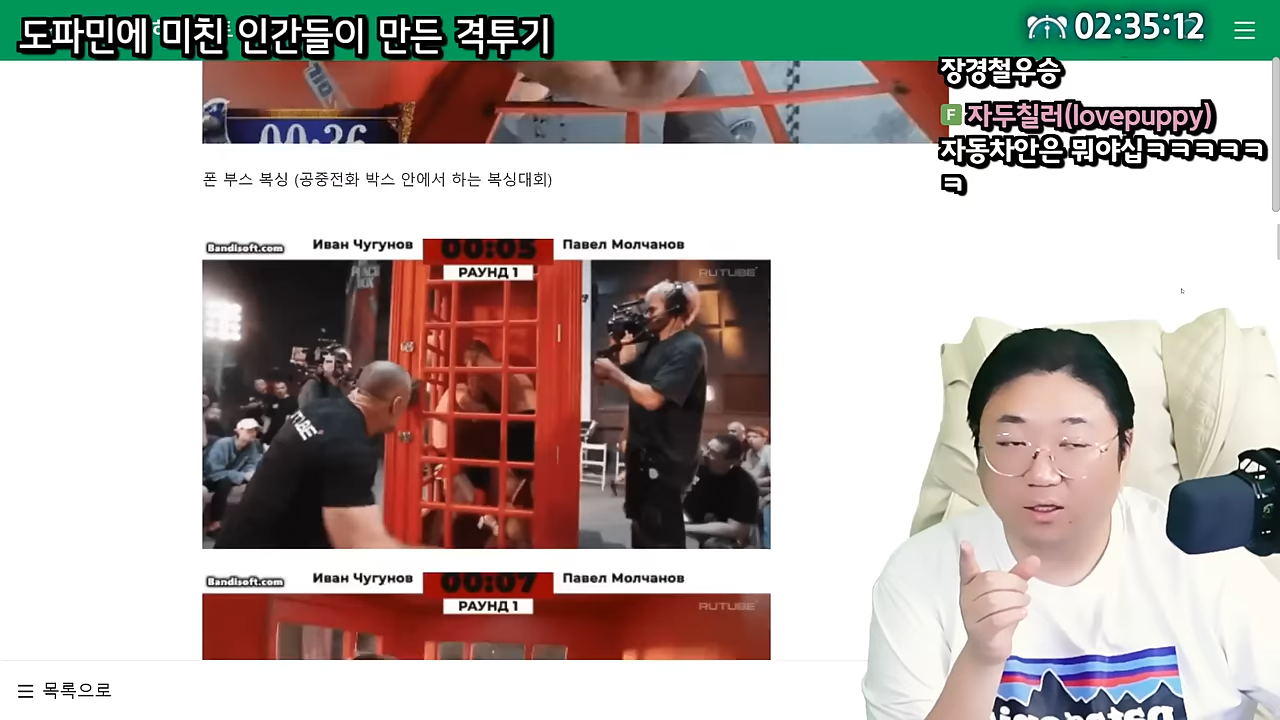 도파민에 미친 인간들이 만든 격투기
02:35:12
장경철우승
F 자두칠러(lovepuppy)
자동차안은 뭐야십ㅋㅋㅋㅋㅋ
ㅋ
00:36
폰 부스 복싱 (공중전화 박스 안에서 하는 복싱대회)
Bandisoft.com
Иван Чугунов
00:05
Павел Молчанов
РАУНД 1
RUTUBE
Bandisoft.com
Иван Чугунов
00:07
Павел Молчанов
РАУНД 1
RUTUBE
목록으로